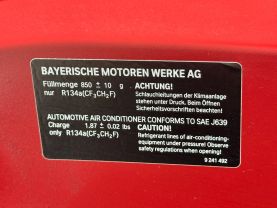 BAYERISCHE MOTOREN WERKE AG
Füllmenge 850 ± 10 g
nur R134a(CF₃CH₂F)
ACHTUNG!
Schlauchleitungen der Klimaanlage
stehen unter Druck. Beim Öffnen
Sicherheitsvorschriften beachten!
AUTOMOTIVE AIR CONDITIONER CONFORMS TO SAE J639
Charge 1,87 ± 0,02 lbs
only R134a(CF₃CH₂F)
CAUTION!
Refrigerant lines of air-conditioning-
equipment under pressure! Observe
safety regulations when opening!
9 241 492